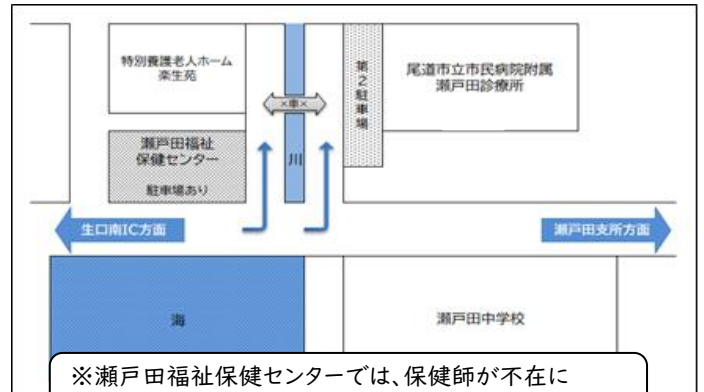 特別養護老人ホーム
楽生苑
第2駐車場
尾道市立市民病院附属
瀬戸田診療所
×車×
瀬戸田福祉
保健センター
駐車場あり
川
生口南IC方面
瀬戸田支所方面
海
瀬戸田中学校
※瀬戸田福祉保健センターでは、保健師が不在に